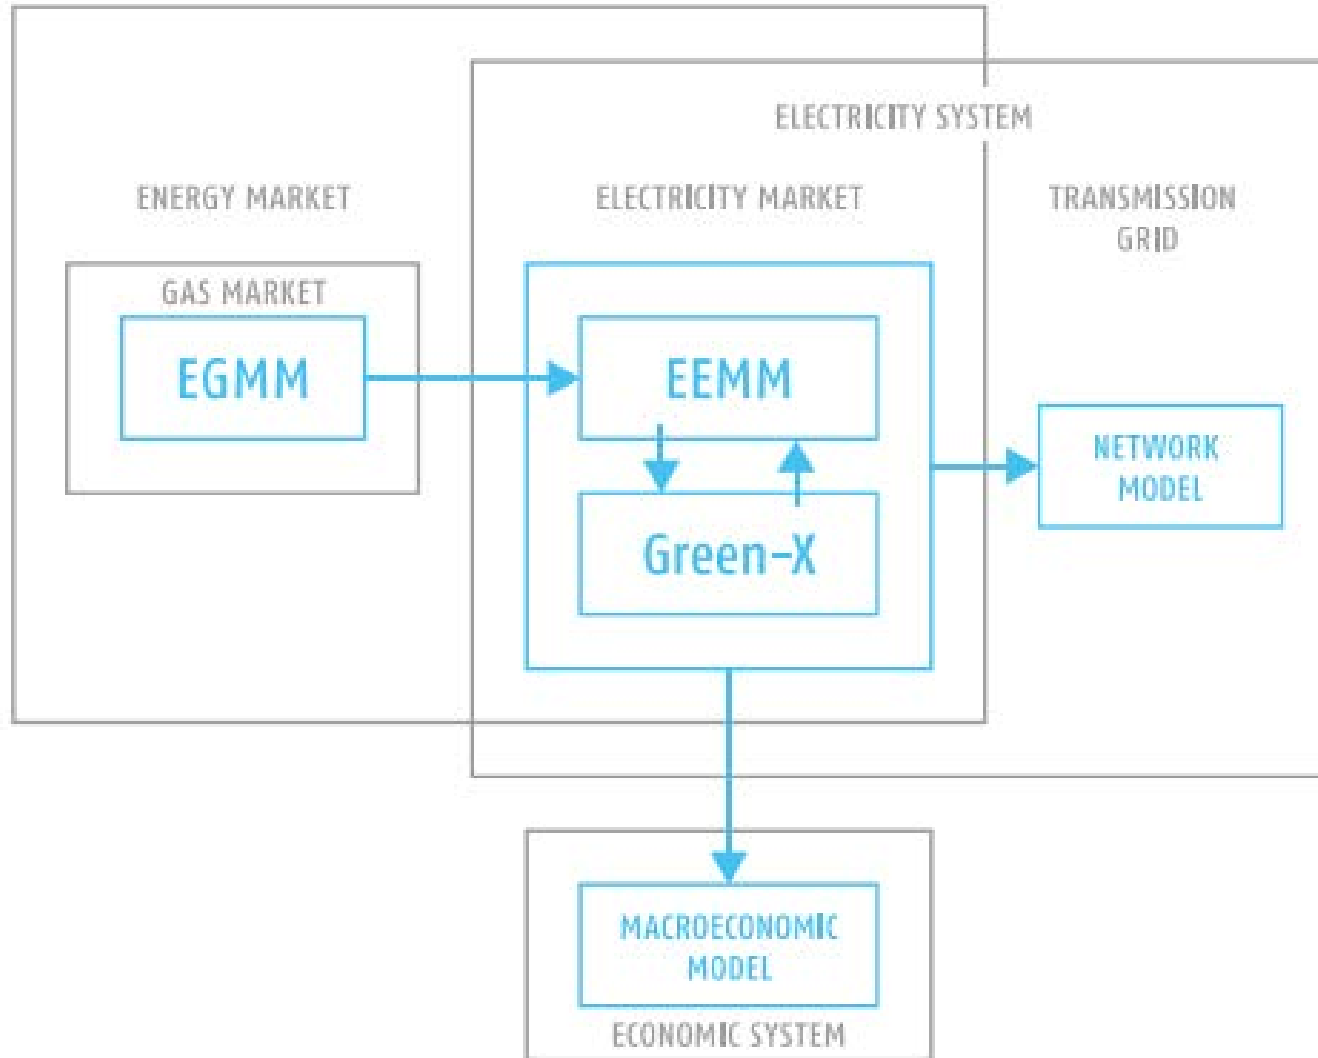 ELECTRICITY SYSTEM
ENERGY MARKET
ELECTRICITY MARKET
TRANSMISSION
GRID
GAS MARKET
EGMM
EEMM
NETWORK
MODEL
Green-X
MACROECONOMIC
MODEL
ECONOMIC SYSTEM